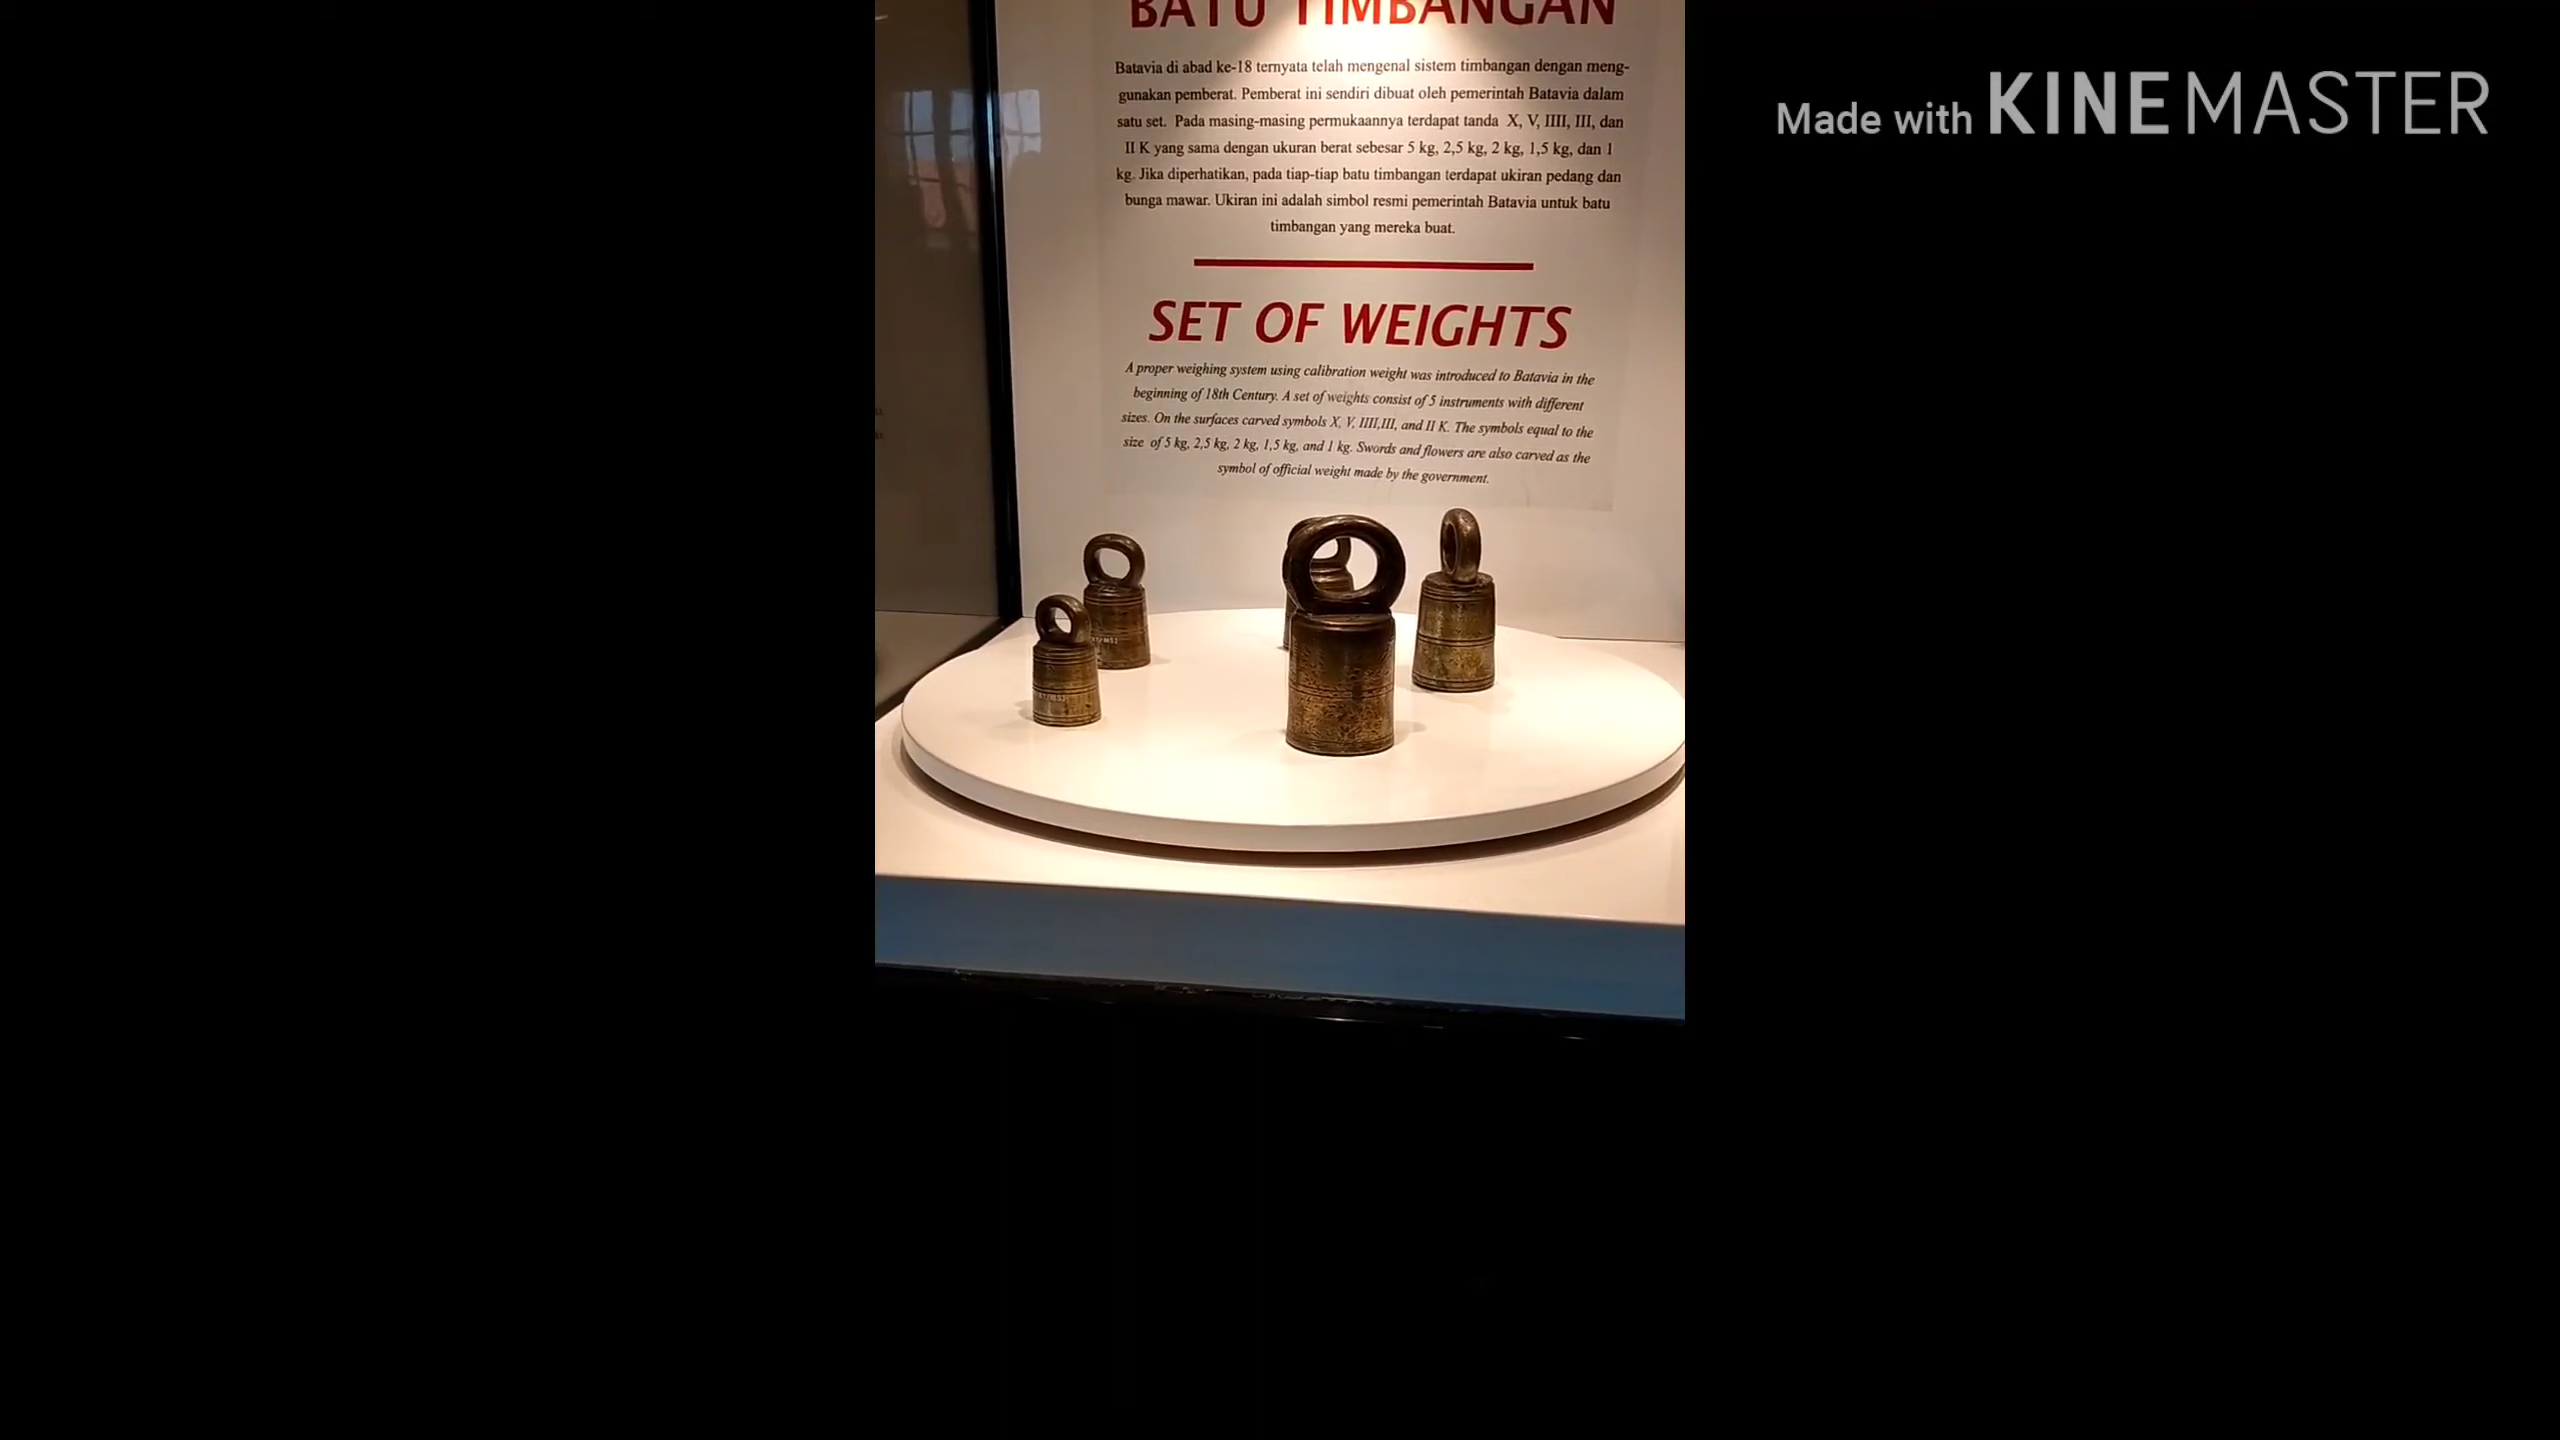 BATU TIMBANGAN
Batavia di abad ke-18 ternyata telah mengenal sistem timbangan dengan meng-
gunakan pemberat. Pemberat ini sendiri dibuat oleh pemerintah Batavia dalam
satu set. Pada masing-masing permukaannya terdapat tanda X, V, IIII, III, dan
II K yang sama dengan ukuran berat sebesar 5 kg, 2,5 kg, 2 kg, 1,5 kg, dan 1
kg. Jika diperhatikan, pada tiap-tiap batu timbangan terdapat ukiran pedang dan
bunga mawar. Ukiran ini adalah simbol resmi pemerintah Batavia untuk batu
timbangan yang mereka buat.
SET OF WEIGHTS
A proper weighing system using calibration weight was introduced to Batavia in the
beginning of 18th Century. A set of weights consist of 5 instruments with different
sizes. On the surfaces carved symbols X, V, IIII,III, and II K. The symbols equal to the
size of 5 kg, 2,5 kg, 2 kg, 1,5 kg, and 1 kg. Swords and flowers are also carved as the
symbol of official weight made by the government.
Made with KINEMASTER